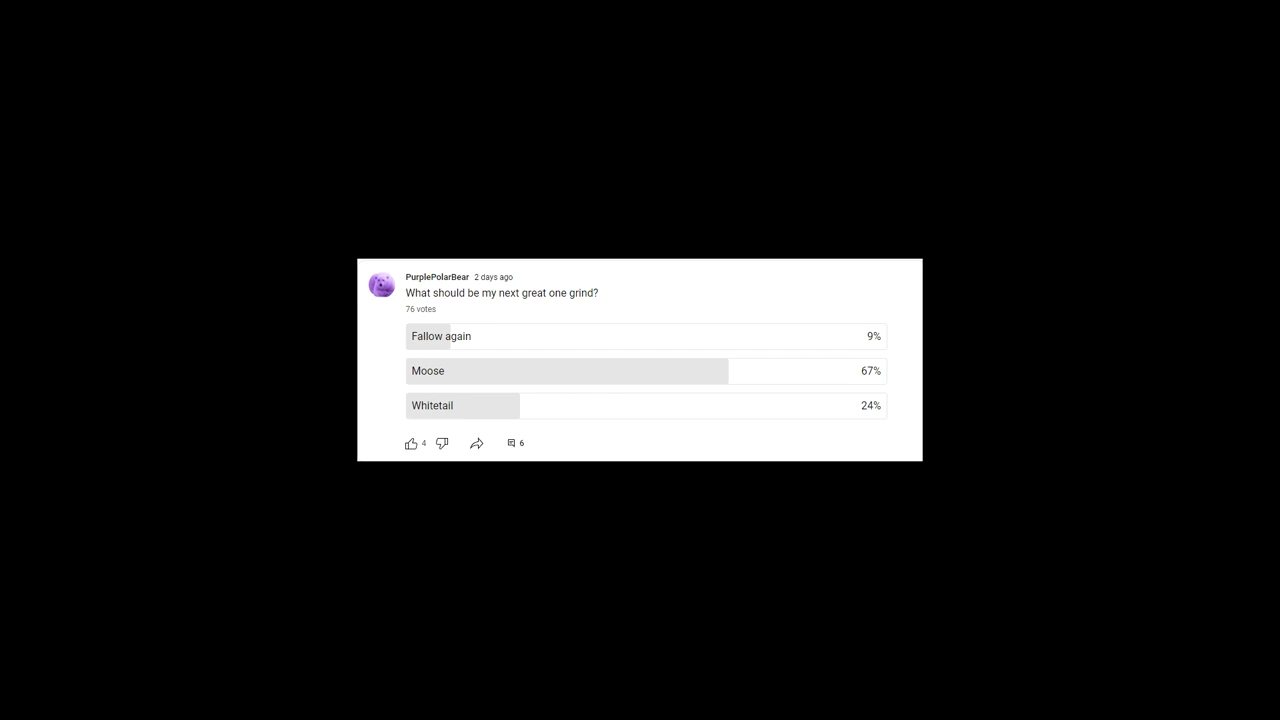 PurplePolarBear 2 days ago
What should be my next great one grind?
76 votes
Fallow again 9%
Moose 67%
Whitetail 24%
4 6